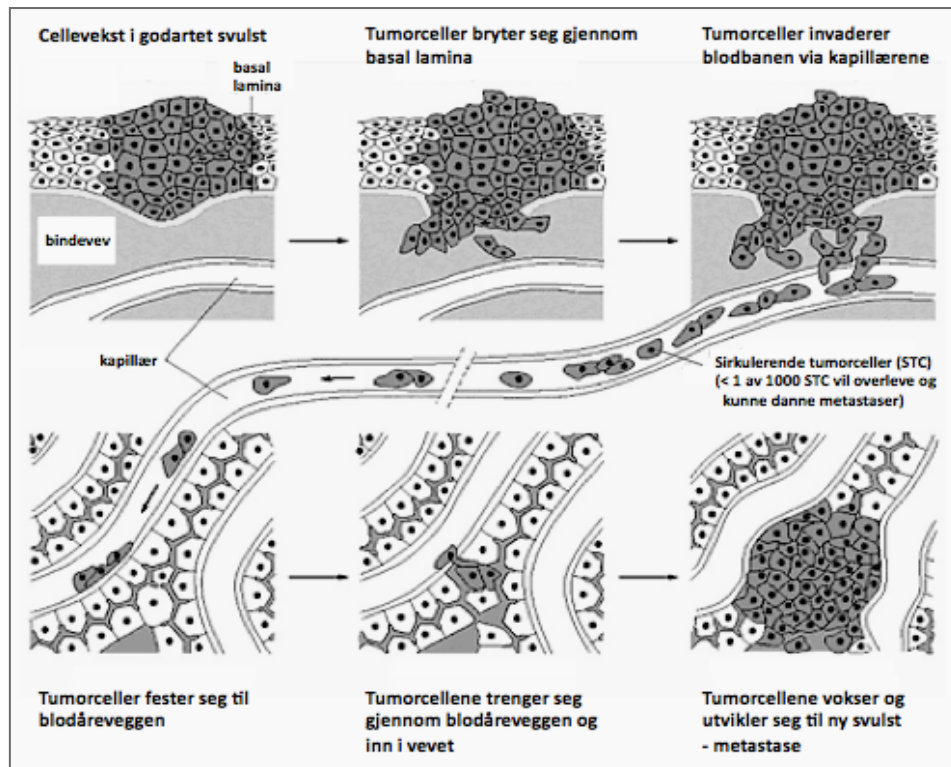 Cellevekst i godartet svulst
basal
lamina
Tumorceller bryter seg gjennom
basal lamina
Tumorceller invaderer
blodbanen via kapillærene
bindevev
kapillær
Sirkulerende tumorceller (STC)
(< 1 av 1000 STC vil overleve og
kunne danne metastaser)
Tumorceller fester seg til
blodåreveggen
Tumorcellene trenger seg
gjennom blodåreveggen og
inn i vevet
Tumorcellene vokser og
utvikler seg til ny svulst
- metastase